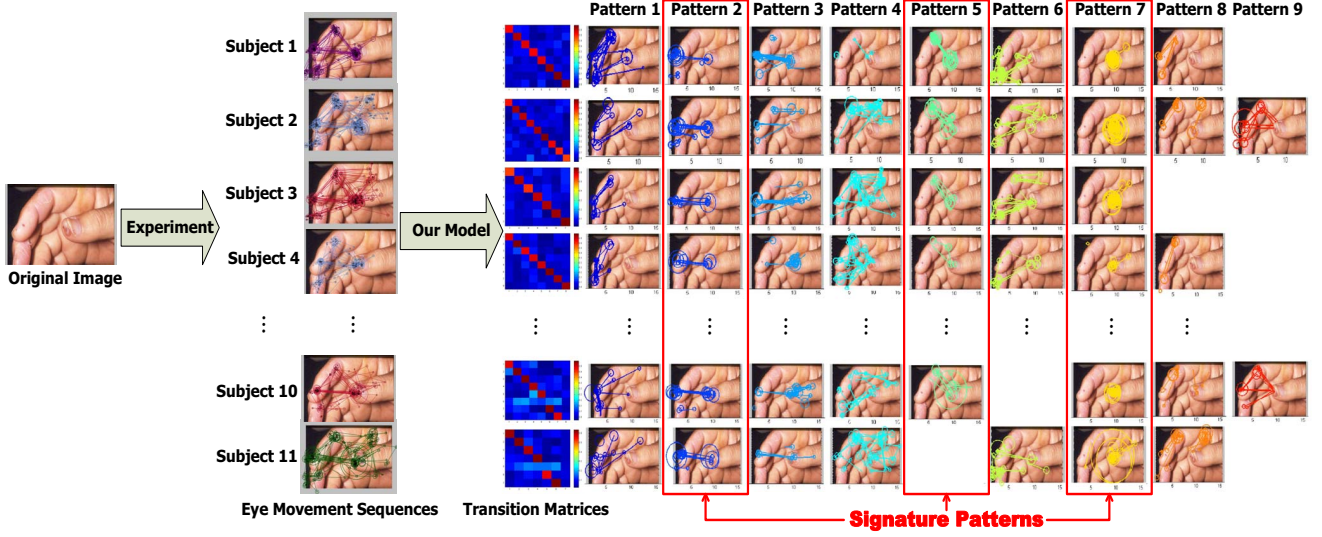 Pattern 1 Pattern 2 Pattern 3 Pattern 4 Pattern 5 Pattern 6 Pattern 7 Pattern 8 Pattern 9
Subject 1
Subject 2
Subject 3
Experiment
Our Model
Subject 4
Original Image
Subject 10
Subject 11
Eye Movement Sequences
Transition Matrices
Signature Patterns